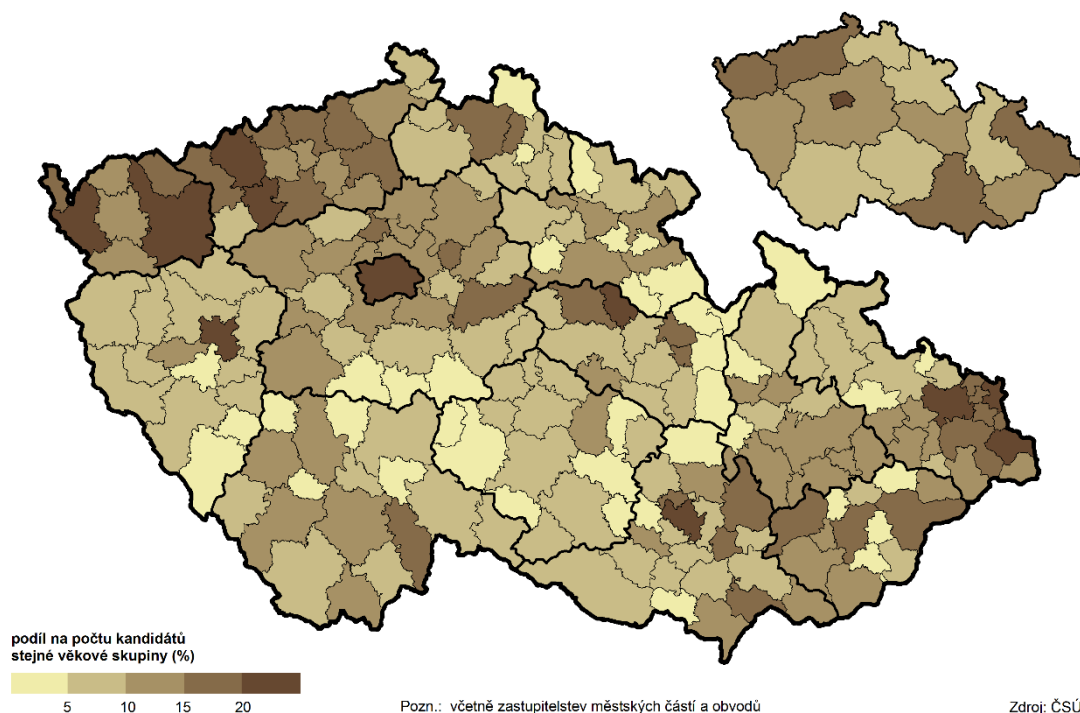 podíl na počtu kandidátů
stejné věkové skupiny (%)
5 10 15 20
Pozn.: včetně zastupitelstev městských částí a obvodů
Zdroj: ČSÚ